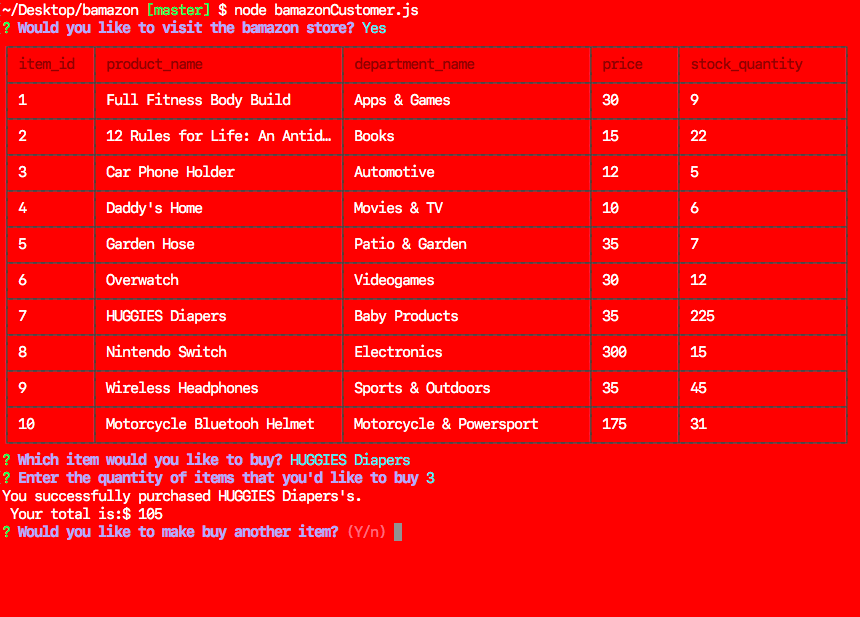 ~/Desktop/bamazon [master] $ node bamazonCustomer.js
? Would you like to visit the bamazon store? Yes
item_id product_name department_name price stock_quantity
1 Full Fitness Body Build Apps & Games 30 9
2 12 Rules for Life: An Antid… Books 15 22
3 Car Phone Holder Automotive 12 5
4 Daddy's Home Movies & TV 10 6
5 Garden Hose Patio & Garden 35 7
6 Overwatch Videogames 30 12
7 HUGGIES Diapers Baby Products 35 225
8 Nintendo Switch Electronics 300 15
9 Wireless Headphones Sports & Outdoors 35 45
10 Motorcycle Bluetooh Helmet Motorcycle & Powersport 175 31
? Which item would you like to buy? HUGGIES Diapers
? Enter the quantity of items that you'd like to buy 3
You successfully purchased HUGGIES Diapers's.
Your total is:$ 105
? Would you like to make buy another item? (Y/n)